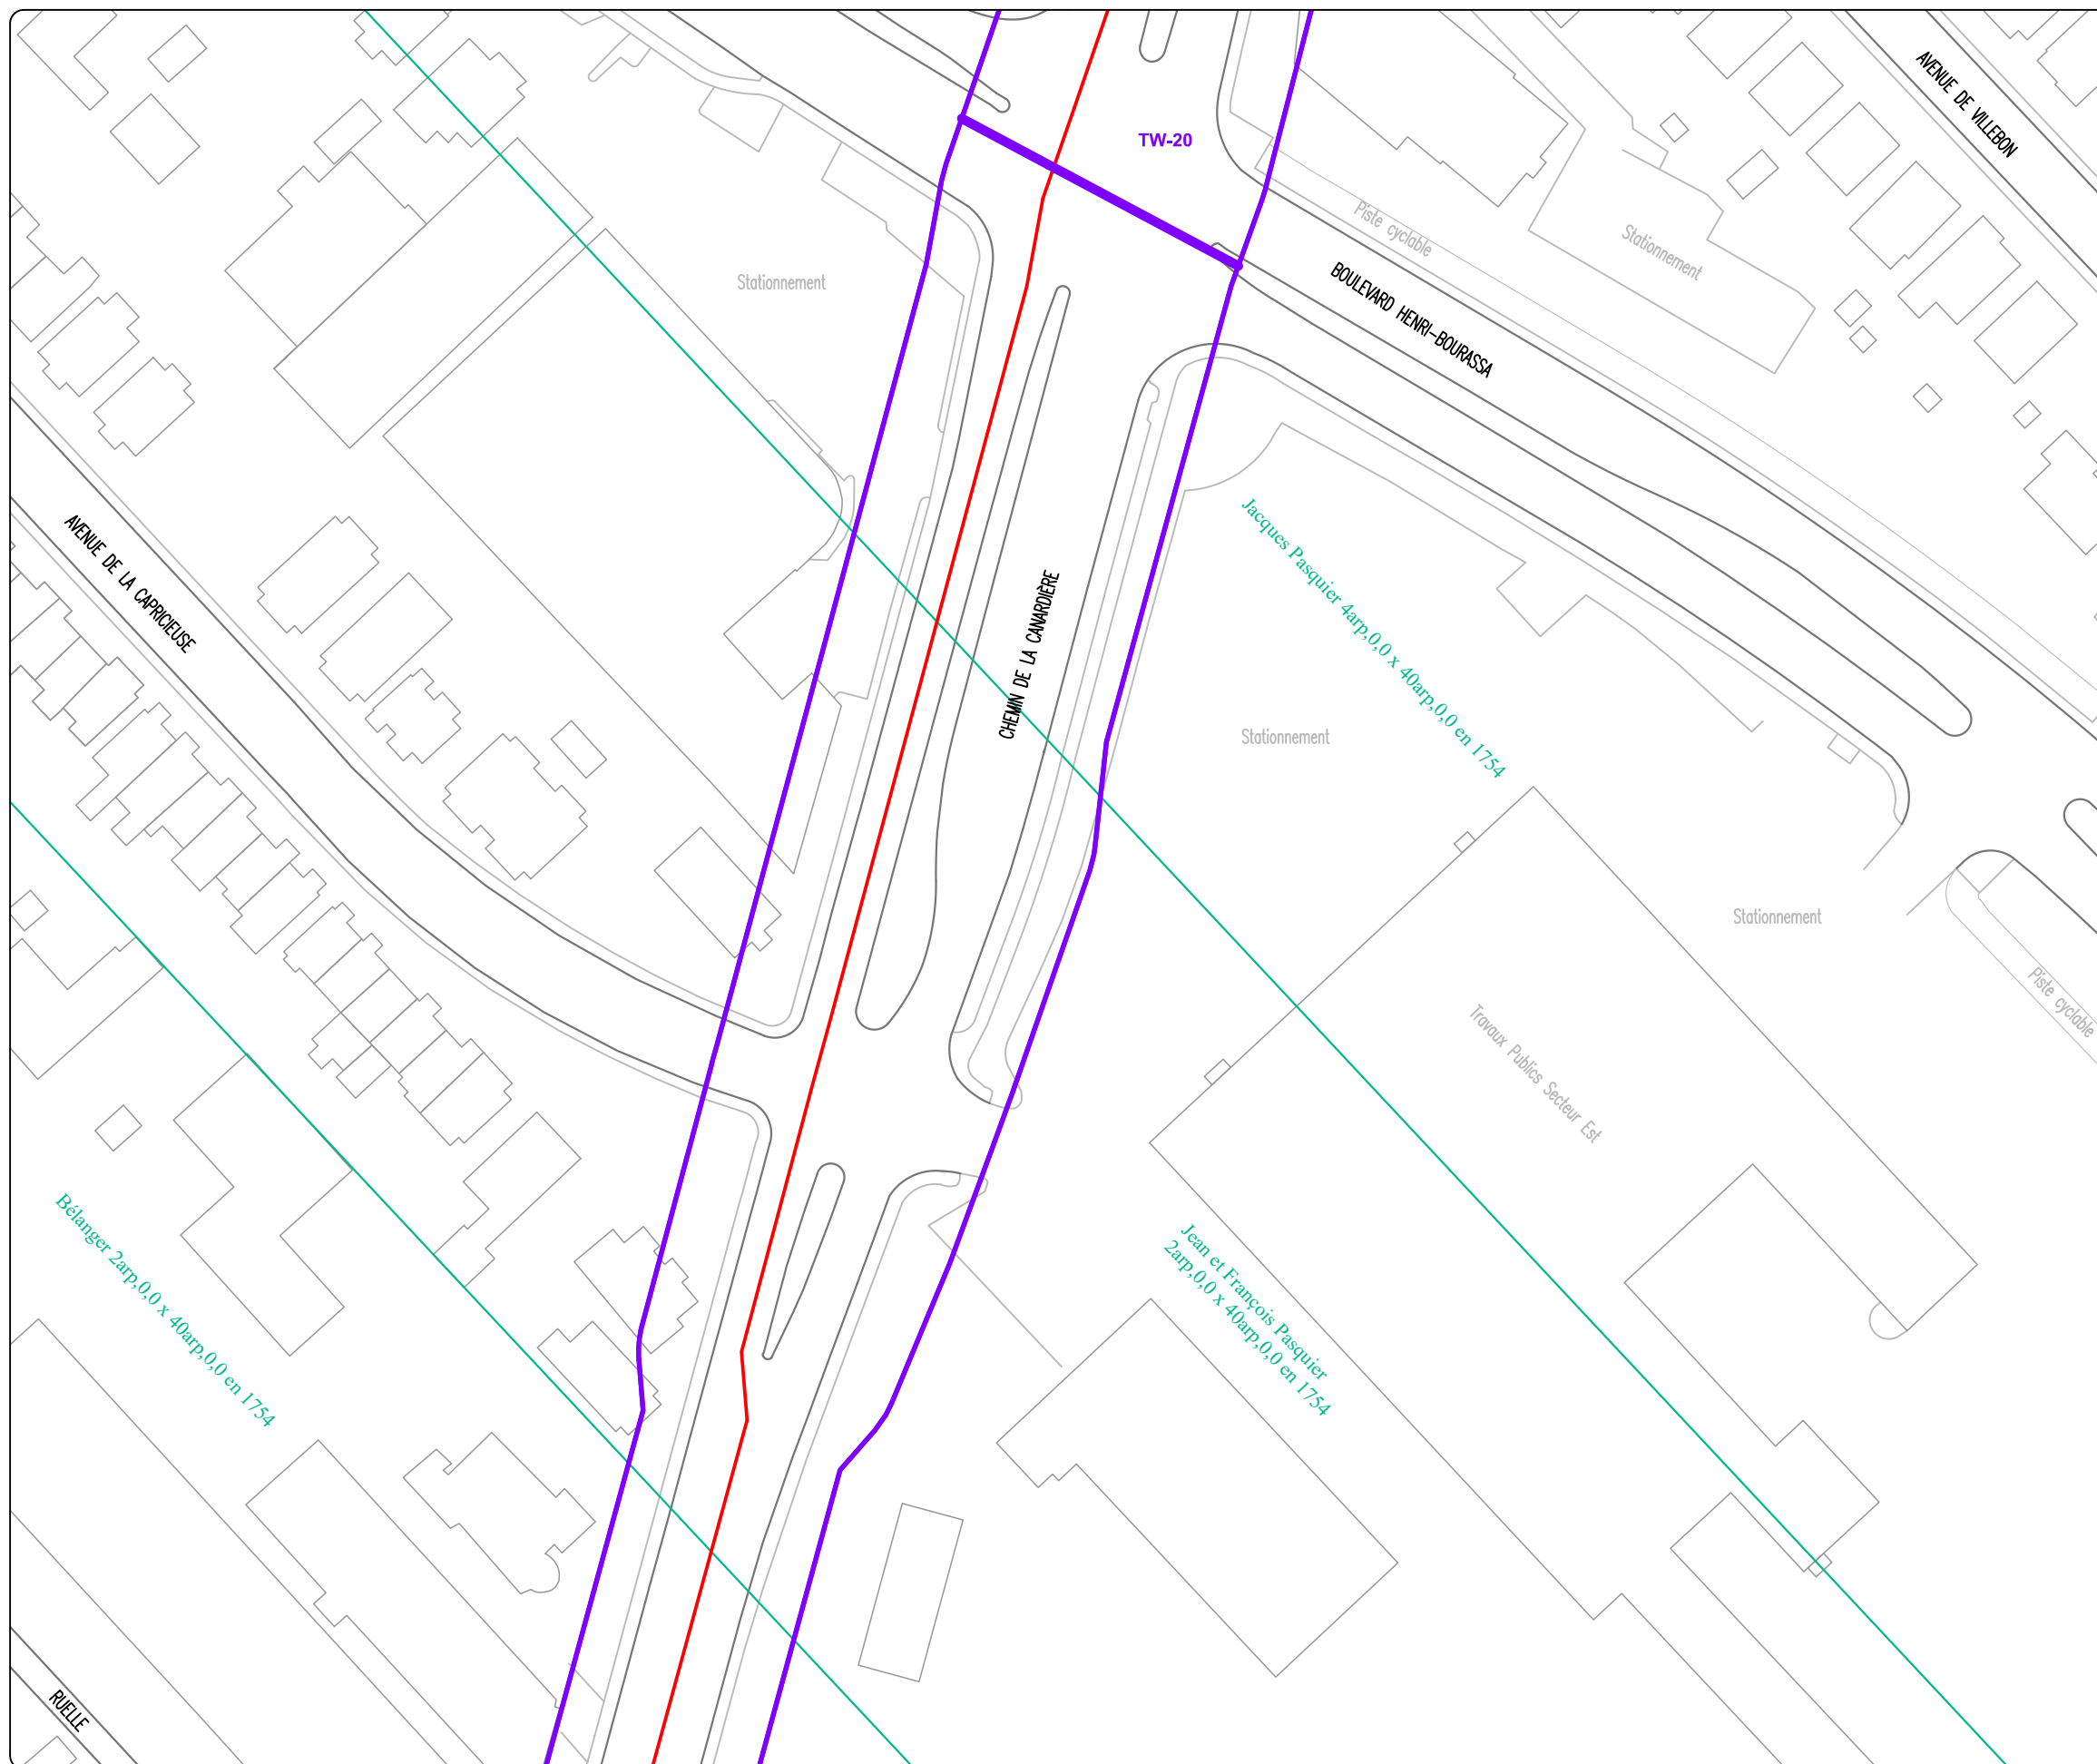 AVENUE DE VILLEBON
TW-20
Piste cyclable
Stationnement
Stationnement
BOULEVARD HENRI-BOURASSA
AVENUE DE LA CAPRICIEUSE
CHEMIN DE LA CANARDIÈRE
Jacques Pasquier 4arp,0,0 x 40arp,0,0 en 1754
Stationnement
Stationnement
Piste cyclable
Travaux Publics Secteur Est
Bélanger 2arp,0,0 x 40arp,0,0 en 1754
Jean et François Pasquier
2arp,0,0 x 40arp,0,0 en 1754
RUELLE